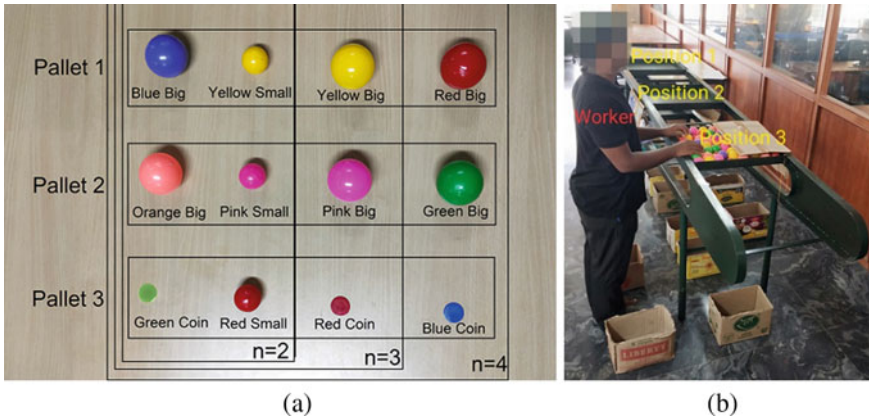 Pallet 1
Blue Big
Yellow Small
Yellow Big
Red Big
Pallet 2
Orange Big
Pink Small
Pink Big
Green Big
Pallet 3
Green Coin
Red Small
Red Coin
Blue Coin
n=2
n=3
n=4
(a)
Position 1
Position 2
Worker
Position 3
LIBERTY
(b)